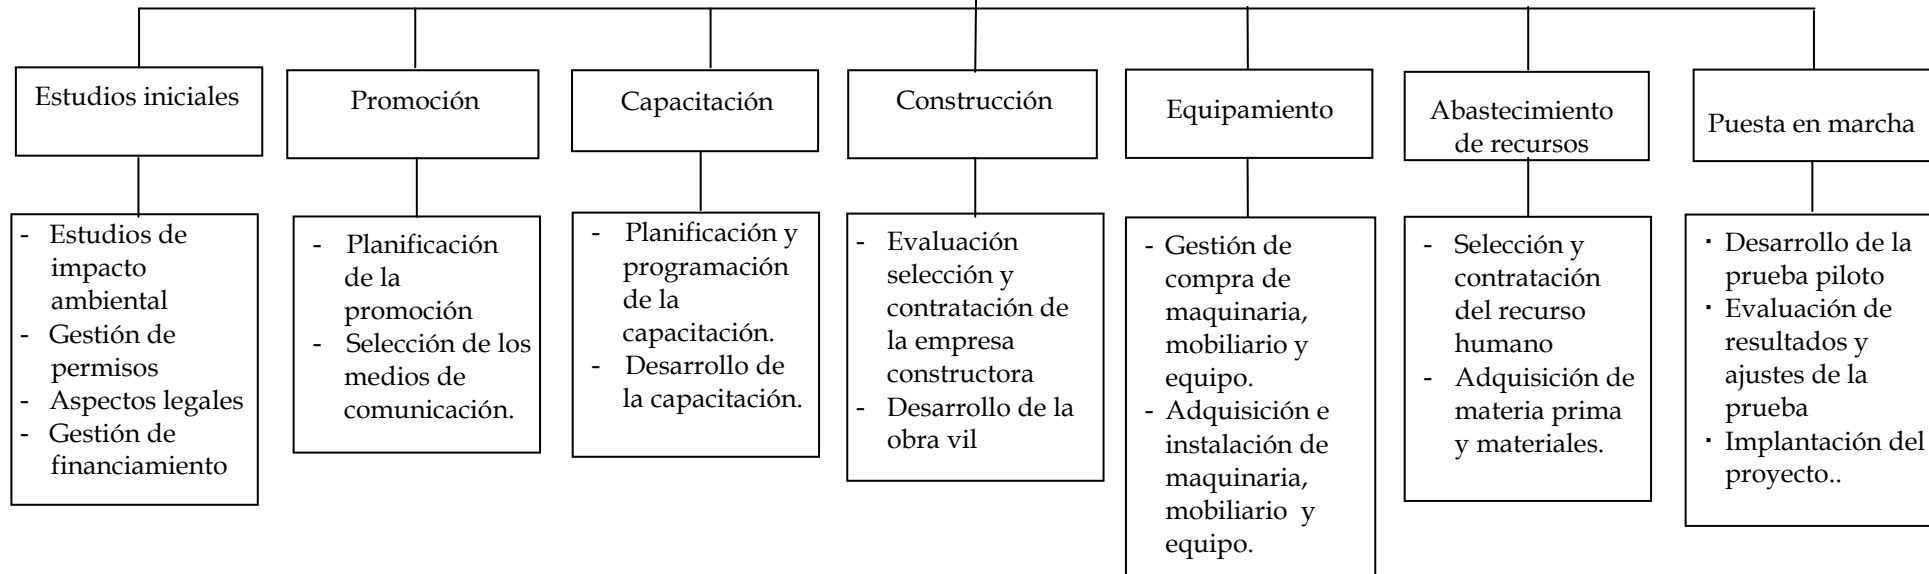 Estudios iniciales
Promoción
Capacitación
Construcción
Equipamiento
Abastecimiento
de recursos
Puesta en marcha
- Estudios de
impacto
ambiental
- Gestión de
permisos
- Aspectos legales
- Gestión de
financiamiento
- Planificación
de la
promoción
- Selección de los
medios de
comunicación.
- Planificación y
programación
de la
capacitación.
- Desarrollo de
la capacitación.
- Evaluación
selección y
contratación de
la empresa
constructora
- Desarrollo de la
obra vil
- Gestión de
compra de
maquinaria,
mobiliario y
equipo.
- Adquisición e
instalación de
maquinaria,
mobiliario y
equipo.
- Selección y
contratación
del recurso
humano
- Adquisición de
materia prima
y materiales.
· Desarrollo de la
prueba piloto
· Evaluación de
resultados y
ajustes de la
prueba
· Implantación del
proyecto..